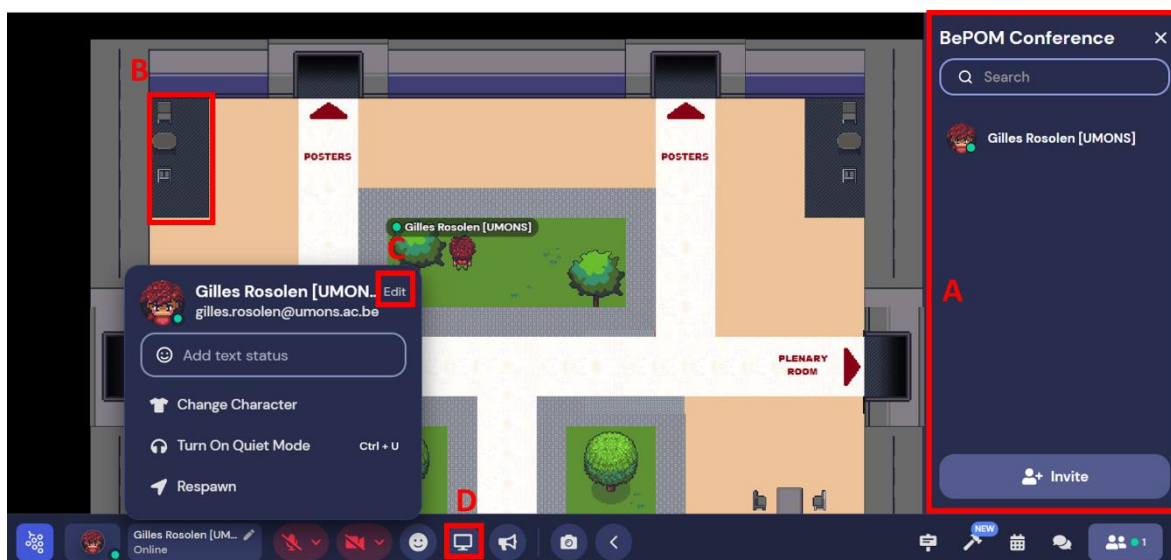 BePOM Conference
Search
Gilles Rosolen [UMONS]
A
Invite
B
POSTERS
POSTERS
Gilles Rosolen [UMONS]
C
Gilles Rosolen [UMON... Edit
gilles.rosolen@umons.ac.be
Add text status
Change Character
Turn On Quiet Mode Ctrl + U
Respawn
PLENARY
ROOM
D
Gilles Rosolen [UM...
Online
NEW
1